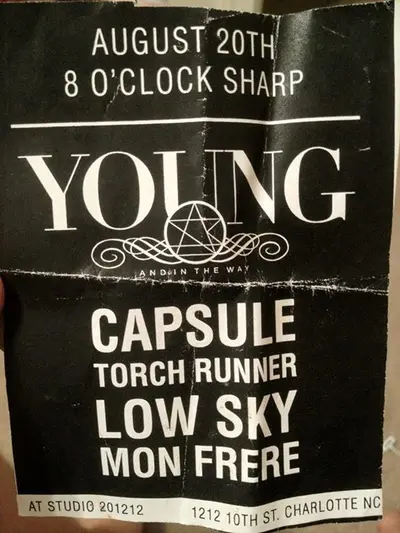 AUGUST 20TH
8 O'CLOCK SHARP
YOUNG
AND IN THE WAY
CAPSULE
TORCH RUNNER
LOW SKY
MON FRERE
AT STUDIO 201212 1212 10TH ST. CHARLOTTE NC